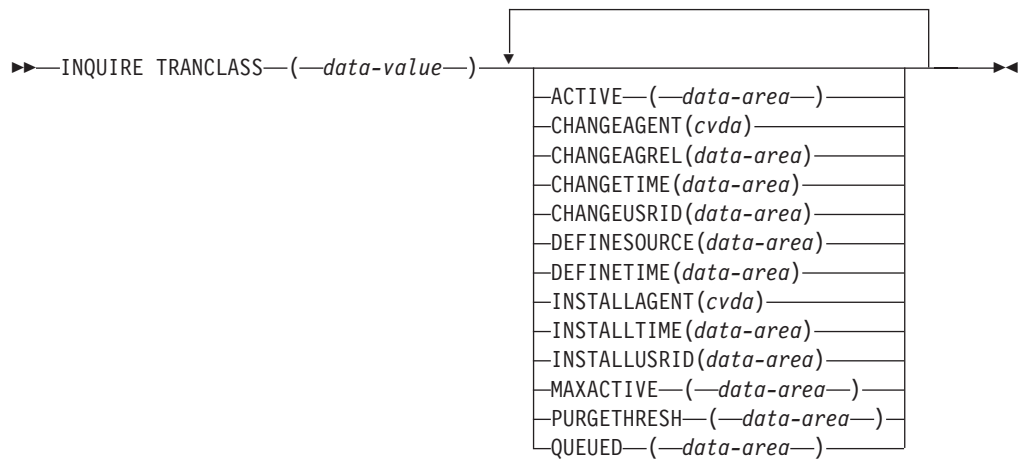 INQUIRE TRANCLASS ( data-value )
ACTIVE ( data-area )
CHANGEAGENT(cvda)
CHANGEAGREL(data-area)
CHANGETIME(data-area)
CHANGEUSRID(data-area)
DEFINESOURCE(data-area)
DEFINETIME(data-area)
INSTALLAGENT(cvda)
INSTALLTIME(data-area)
INSTALLUSRID(data-area)
MAXACTIVE ( data-area )
PURGETHRESH ( data-area )
QUEUED ( data-area )